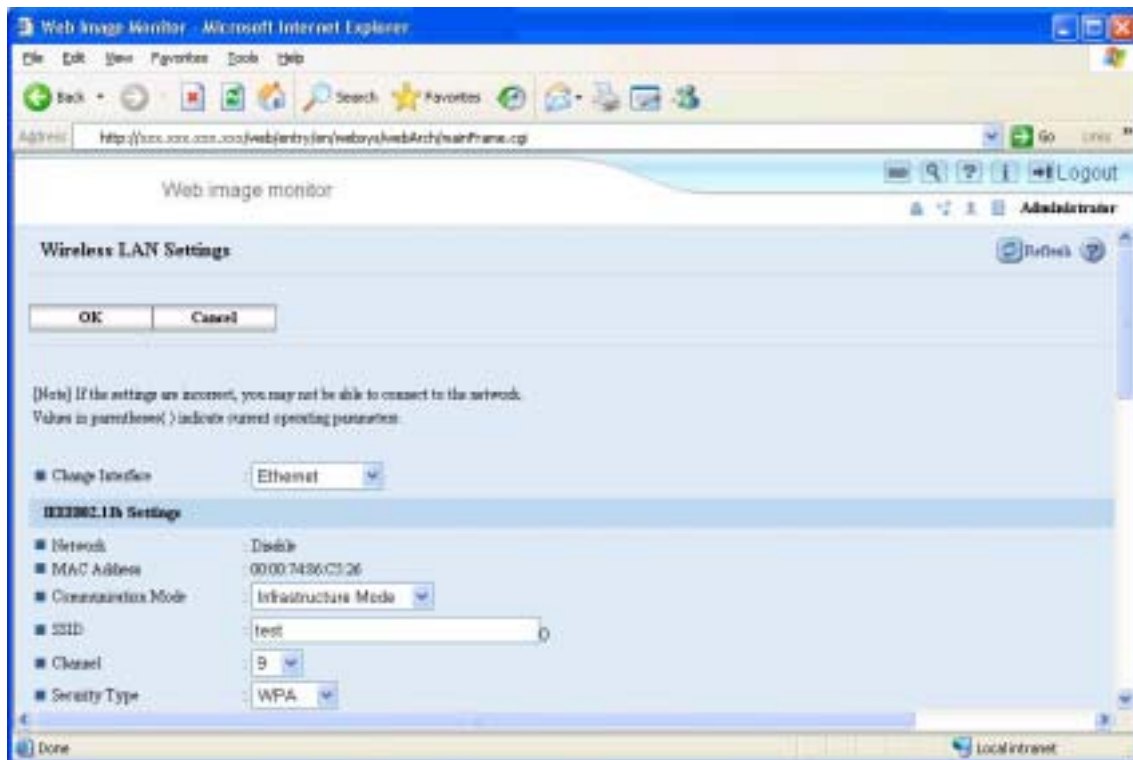 Web Image Monitor - Microsoft Internet Explorer
File Edit View Favorites Tools Help
Back Search Favorites
Address http://xxx.xxx.xxx.xxx/web/entry/en/websys/webArch/mainFrame.cgi Go Links »
Web image monitor
? i Logout
Administrator
Wireless LAN Settings
Refresh ?
OK Cancel
[Note] If the settings are incorrect, you may not be able to connect to the network.
Values in parentheses( ) indicate current operating parameters
Change Interface : Ethernet
IEEE802.11b Settings
Network : Disable
MAC Address : 00:00:74:86:C5:26
Communication Mode : Infrastructure Mode
SSID : test ()
Channel : 9
Security Type : WPA
Done Local intranet